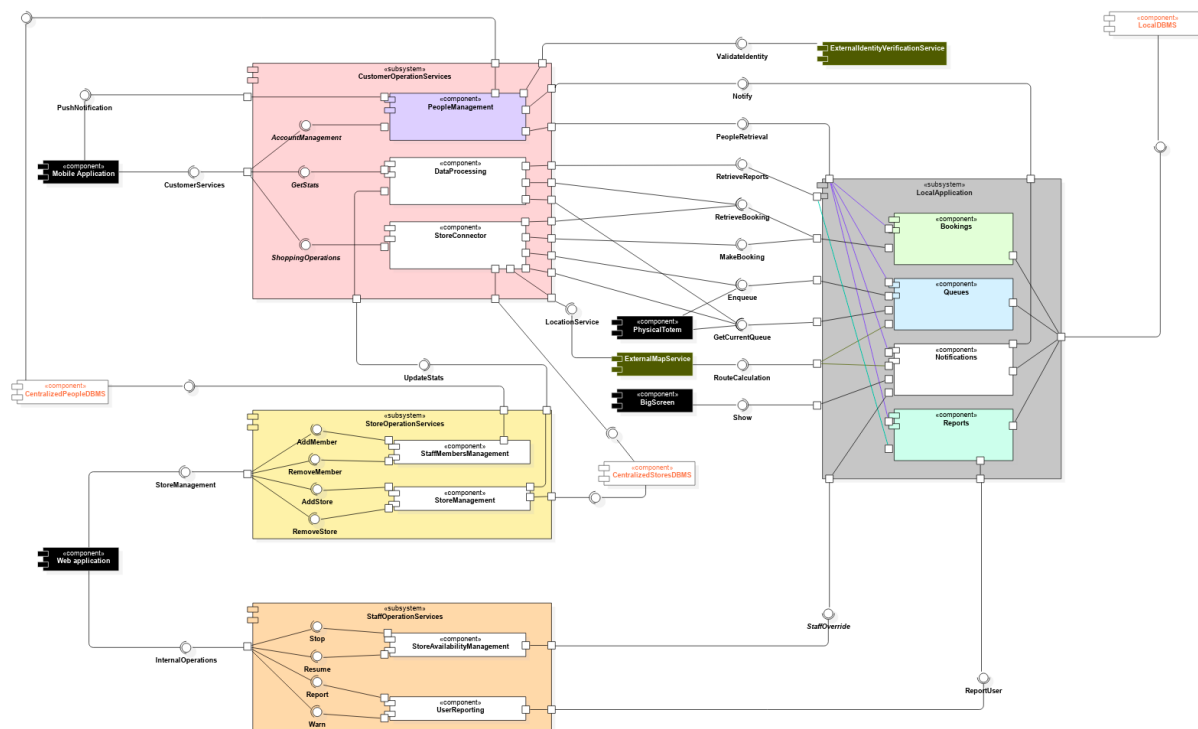 «component»
LocalDBMS
«component»
ExternalIdentityVerificationService
ValidateIdentity
«subsystem»
CustomerOperationServices
Notify
PushNotification
«component»
PeopleManagement
PeopleRetrieval
AccountManagement
«component»
Mobile Application
CustomerServices
GetStats
«component»
DataProcessing
RetrieveReports
«subsystem»
LocalApplication
RetrieveBooking
«component»
Bookings
«component»
StoreConnector
ShoppingOperations
MakeBooking
«component»
Queues
Enqueue
LocationService
«component»
PhysicalTotem
GetCurrentQueue
«component»
Notifications
ExternalMapService
RouteCalculation
UpdateStats
«component»
CentralizedPeopleDBMS
«component»
BigScreen
Show
«component»
Reports
«subsystem»
StoreOperationServices
AddMember
«component»
StaffMembersManagement
RemoveMember
«component»
CentralizedStoresDBMS
StoreManagement
AddStore
«component»
StoreManagement
RemoveStore
«component»
Web application
«subsystem»
StaffOperationServices
StaffOverride
Stop
«component»
StoreAvailabilityManagement
InternalOperations
Resume
Report
ReportUser
«component»
UserReporting
Warn